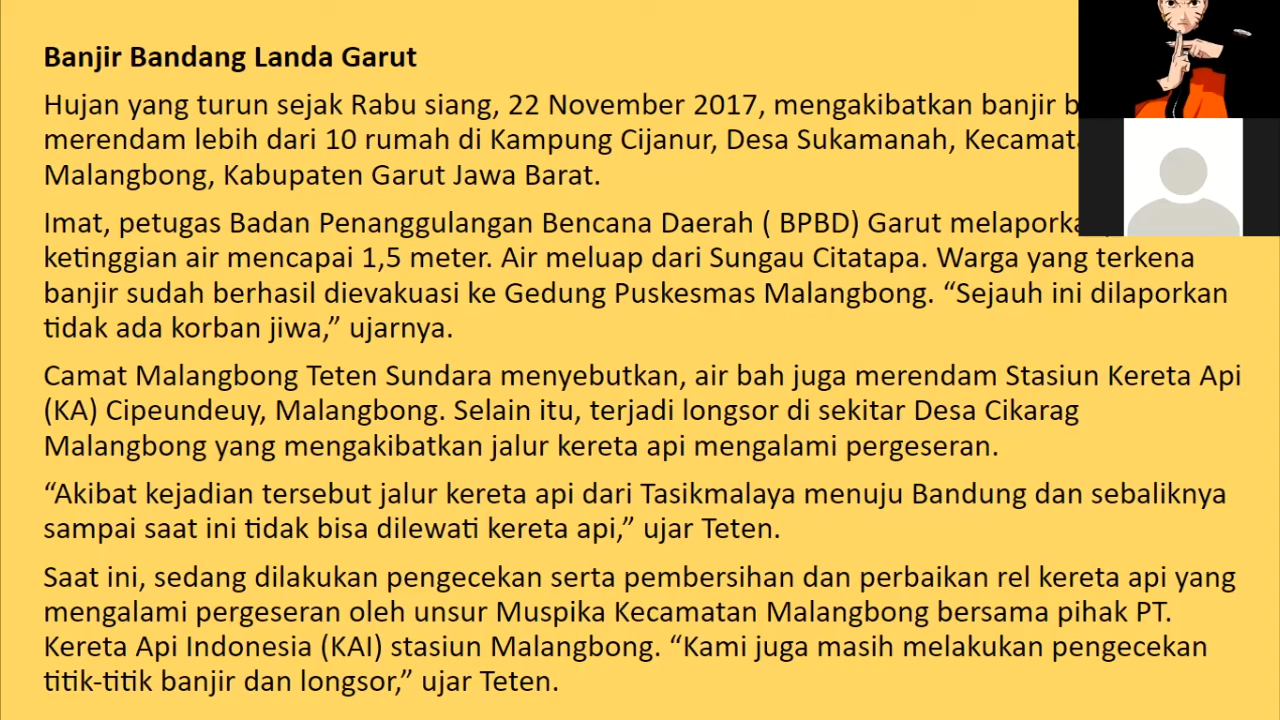 Banjir Bandang Landa Garut
Hujan yang turun sejak Rabu siang, 22 November 2017, mengakibatkan banjir
merendam lebih dari 10 rumah di Kampung Cijanur, Desa Sukamanah,
Malangbong, Kabupaten Garut Jawa Barat.
Imat, petugas Badan Penanggulangan Bencana Daerah ( BPBD) Garut
ketinggian air mencapai 1,5 meter. Air meluap dari Sungau Citatapa. Warga yang terkena
banjir sudah berhasil dievakuasi ke Gedung Puskesmas Malangbong. “Sejauh ini dilaporkan
tidak ada korban jiwa,” ujarnya.
Camat Malangbong Teten Sundara menyebutkan, air bah juga merendam Stasiun Kereta Api
(KA) Cipeundeuy, Malangbong. Selain itu, terjadi longsor di sekitar Desa Cikarag
Malangbong yang mengakibatkan jalur kereta api mengalami pergeseran.
“Akibat kejadian tersebut jalur kereta api dari Tasikmalaya menuju Bandung dan sebaliknya
sampai saat ini tidak bisa dilewati kereta api,” ujar Teten.
Saat ini, sedang dilakukan pengecekan serta pembersihan dan perbaikan rel kereta api yang
mengalami pergeseran oleh unsur Muspika Kecamatan Malangbong bersama pihak PT.
Kereta Api Indonesia (KAI) stasiun Malangbong. “Kami juga masih melakukan pengecekan
titik-titik banjir dan longsor,” ujar Teten.